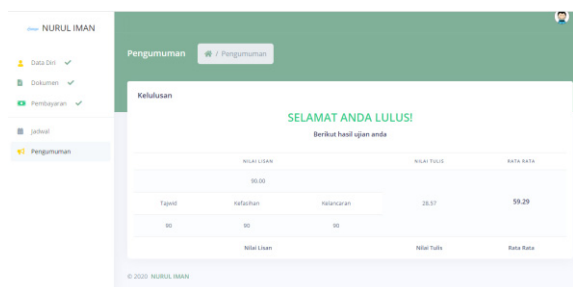 NURUL IMAN
Pengumuman / Pengumuman
Data Diri
Dokumen
Pembayaran
Jadwal
Pengumuman
Kelulusan
SELAMAT ANDA LULUS!
Berikut hasil ujian anda
NILAI LISAN NILAI TULIS RATA RATA
90.00
Tajwid Kefasihan Kelancaran 28.57 59.29
90 90 90
Nilai Lisan Nilai Tulis Rata Rata
© 2020 NURUL IMAN